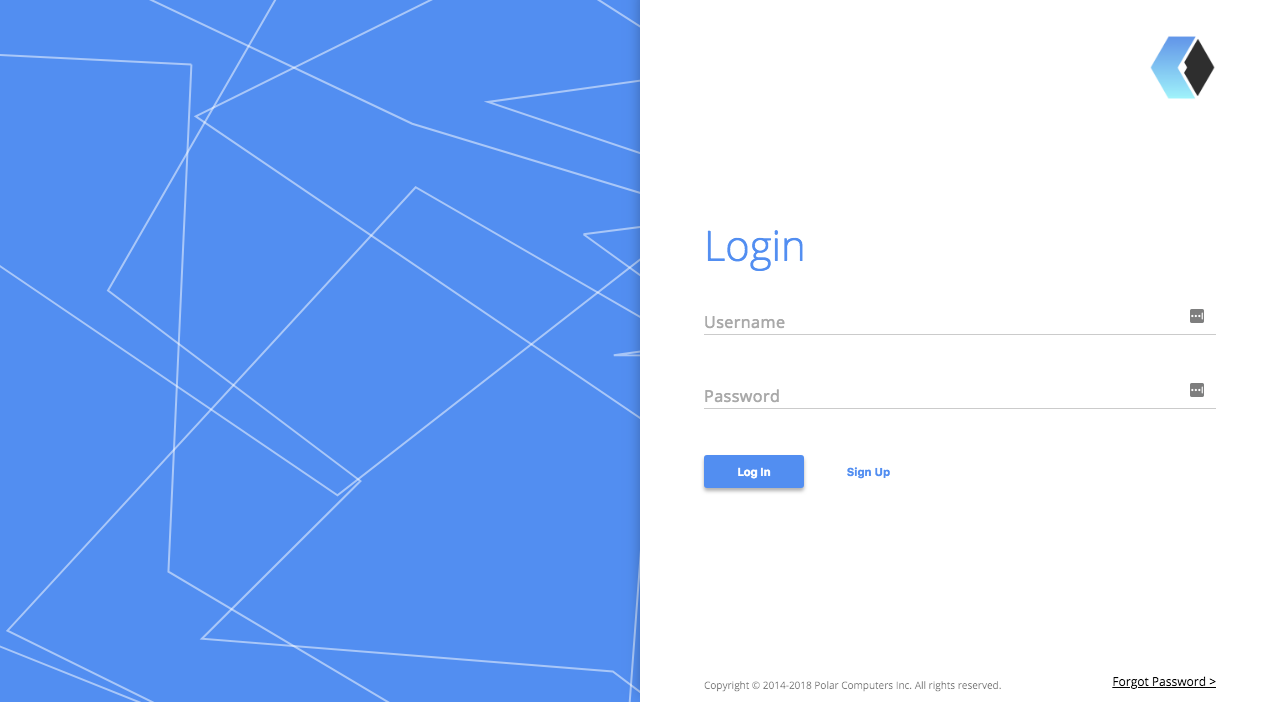 Login
Username
Password
Log In
Sign Up
Copyright © 2014-2018 Polar Computers Inc. All rights reserved.
Forgot Password >